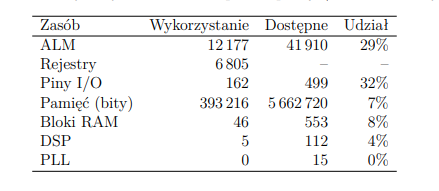 Zasób Wykorzystanie Dostępne Udział
ALM 12 177 41 910 29%
Rejestry 6 805 – –
Piny I/O 162 499 32%
Pamięć (bity) 393 216 5 662 720 7%
Bloki RAM 46 553 8%
DSP 5 112 4%
PLL 0 15 0%